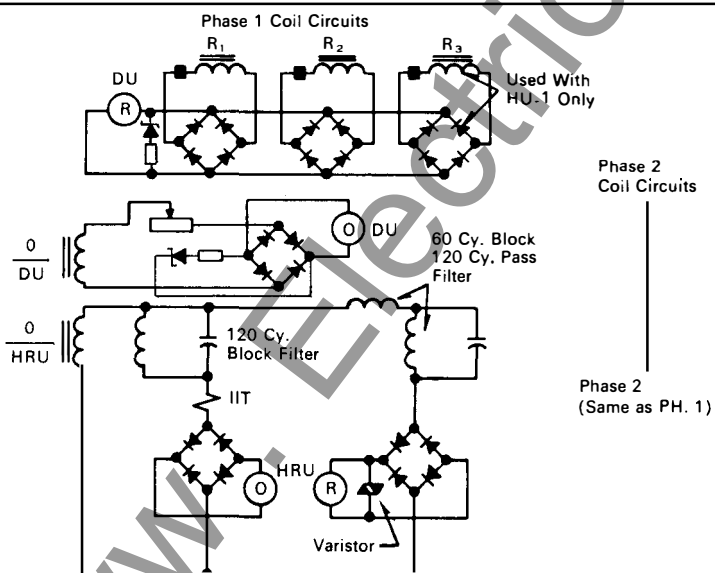 Phase 1 Coil Circuits
R1
R2
R3
DU
R
Used With
HU-1 Only
Phase 2
Coil Circuits
0
DU
O
DU
60 Cy. Block
120 Cy. Pass
Filter
0
HRU
120 Cy.
Block Filter
IIT
Phase 2
(Same as PH. 1)
HRU
O
R
Varistor
w. Electric